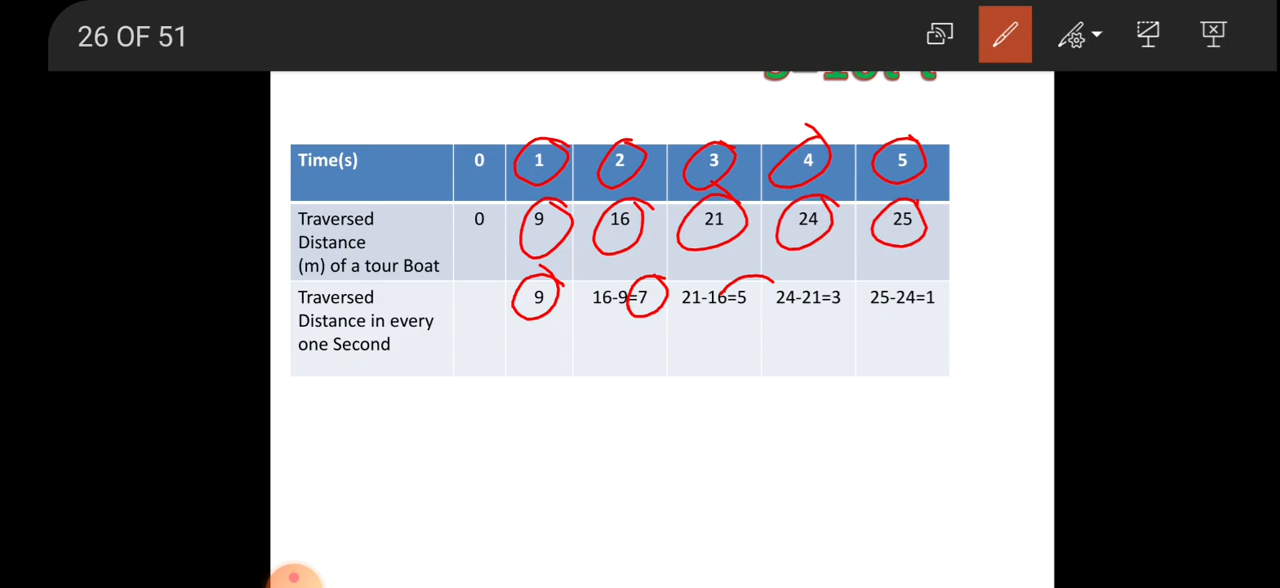 26 OF 51
Time(s) 0 1 2 3 4 5
Traversed 0 9 16 21 24 25
Distance
(m) of a tour Boat
Traversed 9 16-9=7 21-16=5 24-21=3 25-24=1
Distance in every
one Second